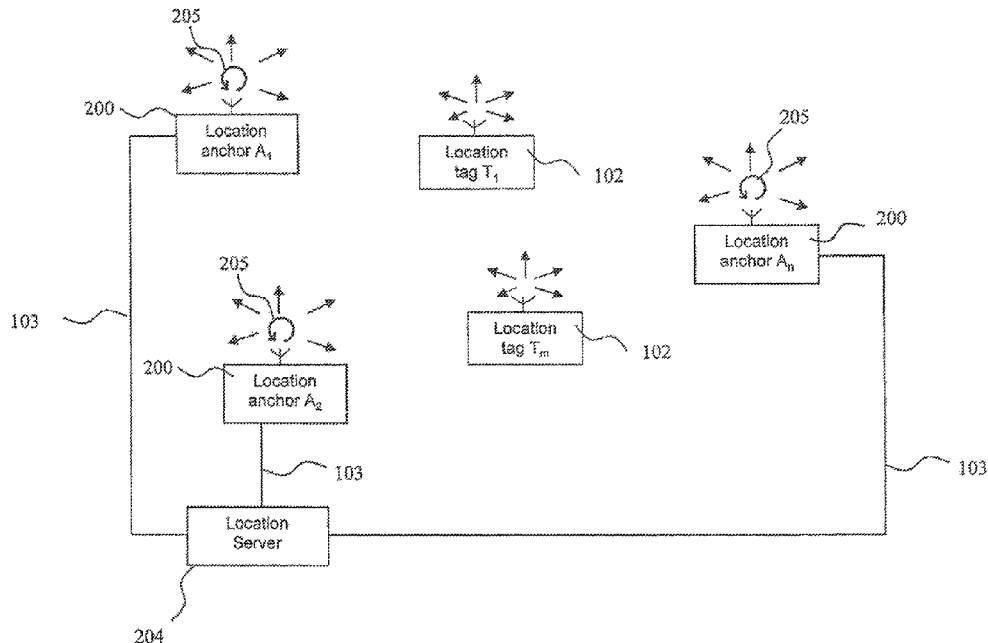 205
200
Location
anchor A₁
Location
tag T₁
102
205
200
Location
anchor Aₙ
205
200
Location
anchor A₂
Location
tag Tₘ
102
103
103
103
Location
Server
204